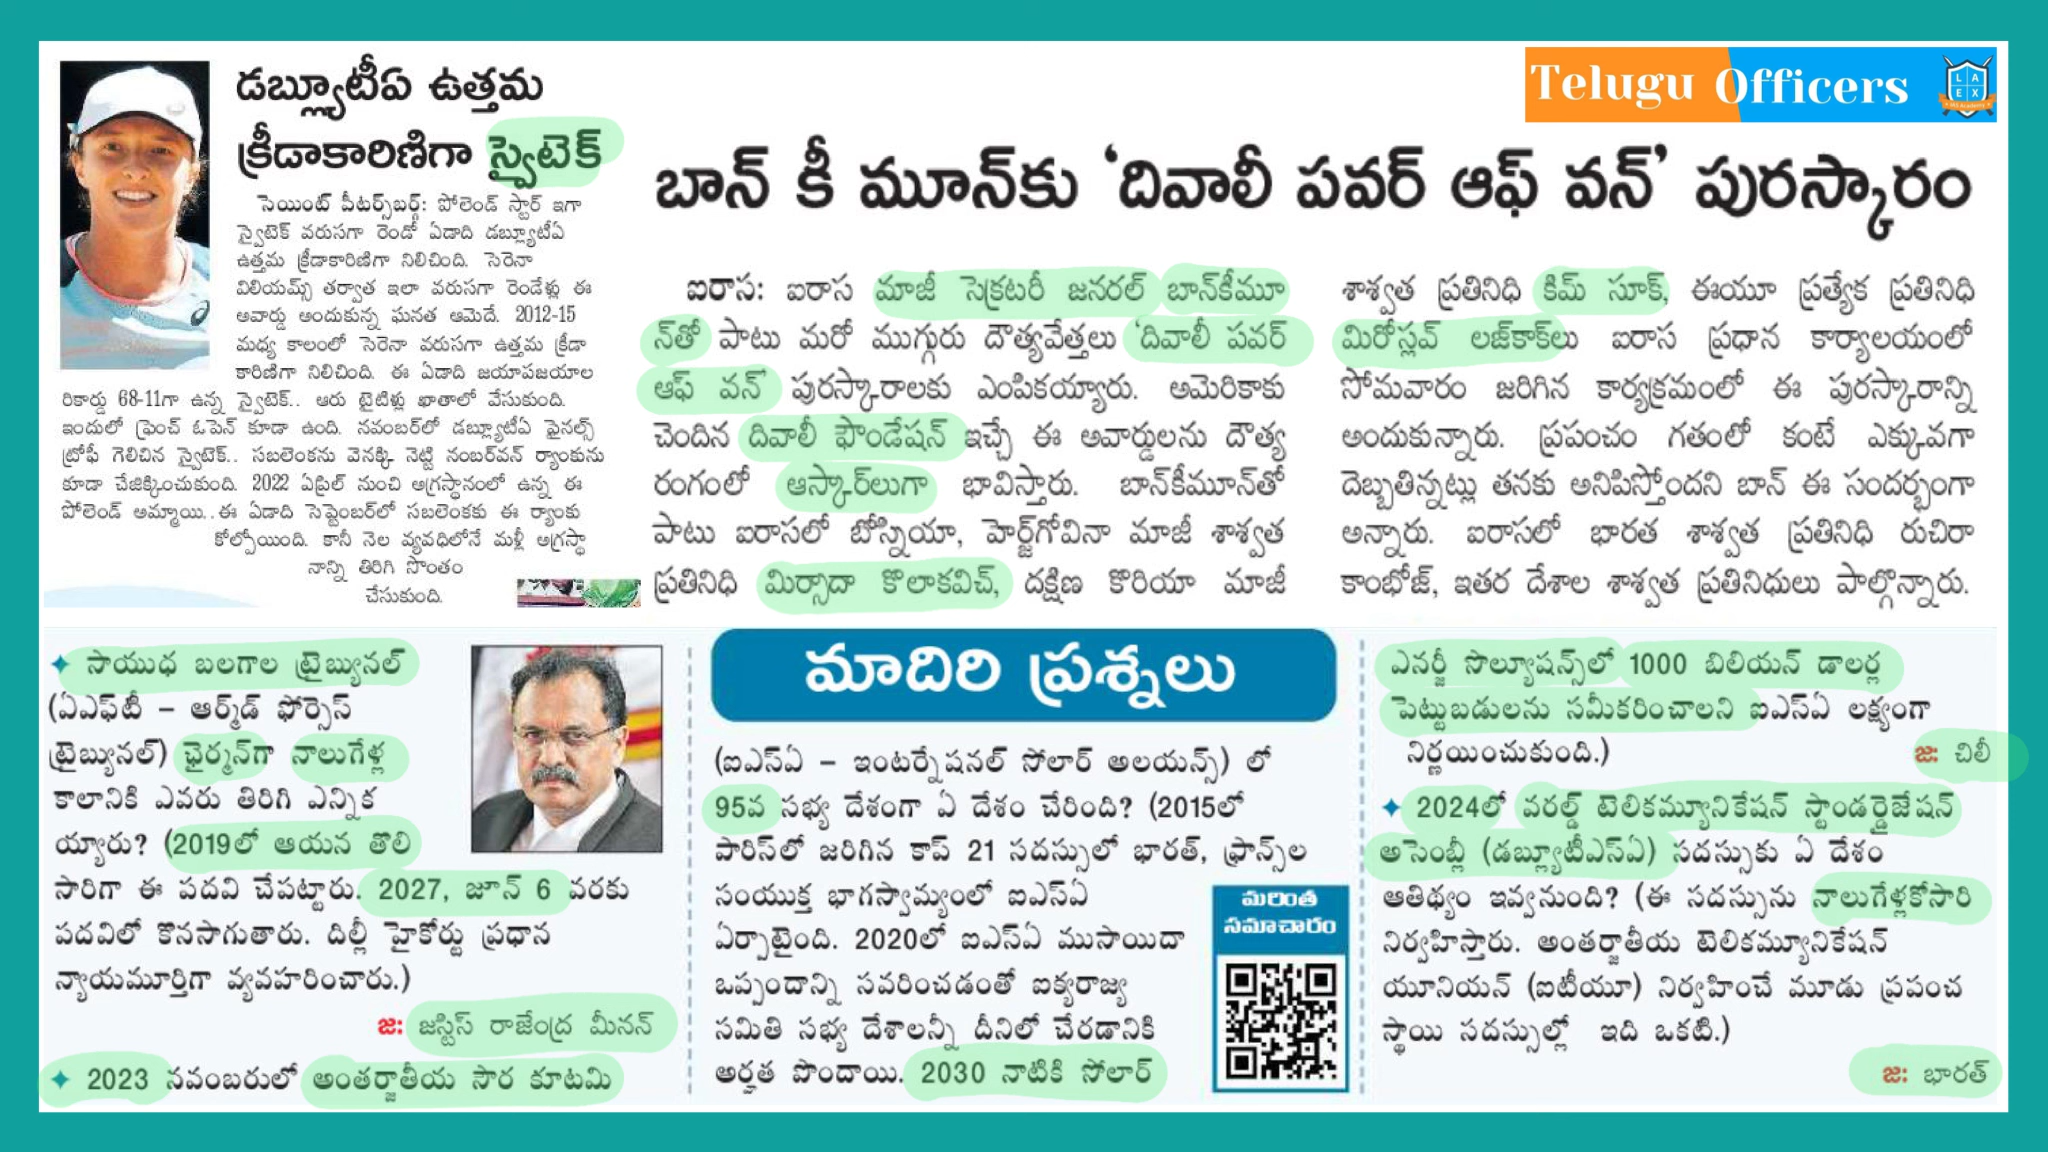 Telugu Officers
డబ్ల్యూటీఏ ఉత్తమ
క్రీడాకారిణిగా స్వైటెక్
సెయింట్ పీటర్స్‌బర్గ్: పోలెండ్ స్టార్ ఇగా
స్వైటెక్ వరుసగా రెండో ఏడాది డబ్ల్యూటీఏ
ఉత్తమ క్రీడాకారిణిగా నిలిచింది. సెరెనా
విలియమ్స్ తర్వాత ఇలా వరుసగా రెండేళ్లు ఈ
అవార్డు అందుకున్న ఘనత ఆమెదే. 2012-15
మధ్య కాలంలో సెరెనా వరుసగా ఉత్తమ క్రీడా
కారిణిగా నిలిచింది. ఈ ఏడాది జయాపజయాల
రికార్డు 68-11గా ఉన్న స్వైటెక్.. ఆరు టైటిళ్లు ఖాతాలో వేసుకుంది.
ఇందులో ఫ్రెంచ్ ఓపెన్ కూడా ఉంది. నవంబర్‌లో డబ్ల్యూటీఏ ఫైనల్స్
ట్రోఫీ గెలిచిన స్వైటెక్.. సబలెంకను వెనక్కి నెట్టి నంబర్‌వన్ ర్యాంకును
కూడా చేజిక్కించుకుంది. 2022 ఏప్రిల్ నుంచి అగ్రస్థానంలో ఉన్న ఈ
పోలెండ్ అమ్మాయి..ఈ ఏడాది సెప్టెంబర్‌లో సబలెంకకు ఈ ర్యాంకు
కోల్పోయింది. కానీ నెల వ్యవధిలోనే మళ్లీ అగ్రస్థా
నాన్ని తిరిగి సొంతం
చేసుకుంది.
బాన్ కీ మూన్‌కు ‘దివాలీ పవర్ ఆఫ్ వన్’ పురస్కారం
ఐరాస: ఐరాస మాజీ సెక్రటరీ జనరల్ బాన్‌కీమూ
న్‌తో పాటు మరో ముగ్గురు దౌత్యవేత్తలు ‘దివాలీ పవర్
ఆఫ్ వన్’ పురస్కారాలకు ఎంపికయ్యారు. అమెరికాకు
చెందిన దివాలీ ఫౌండేషన్ ఇచ్చే ఈ అవార్డులను దౌత్య
రంగంలో ఆస్కార్‌లుగా భావిస్తారు. బాన్‌కీమూన్‌తో
పాటు ఐరాసలో బోస్నియా, హెర్జ్‌గోవినా మాజీ శాశ్వత
ప్రతినిధి మిర్సాదా కొలాకవిచ్, దక్షిణ కొరియా మాజీ
శాశ్వత ప్రతినిధి కిమ్ సూక్, ఈయూ ప్రత్యేక ప్రతినిధి
మిరోస్లవ్ లజ్‌కాక్‌లు ఐరాస ప్రధాన కార్యాలయంలో
సోమవారం జరిగిన కార్యక్రమంలో ఈ పురస్కారాన్ని
అందుకున్నారు. ప్రపంచం గతంలో కంటే ఎక్కువగా
దెబ్బతిన్నట్లు తనకు అనిపిస్తోందని బాన్ ఈ సందర్భంగా
అన్నారు. ఐరాసలో భారత శాశ్వత ప్రతినిధి రుచిరా
కాంభోజ్, ఇతర దేశాల శాశ్వత ప్రతినిధులు పాల్గొన్నారు.
✦ సాయుధ బలగాల ట్రైబ్యునల్
(ఏఎఫ్‌టీ – ఆర్మ్‌డ్ ఫోర్సెస్
ట్రైబ్యునల్) ఛైర్మన్‌గా నాలుగేళ్ల
కాలానికి ఎవరు తిరిగి ఎన్నిక
య్యారు? (2019లో ఆయన తొలి
సారిగా ఈ పదవి చేపట్టారు. 2027, జూన్ 6 వరకు
పదవిలో కొనసాగుతారు. దిల్లీ హైకోర్టు ప్రధాన
న్యాయమూర్తిగా వ్యవహరించారు.)
జ: జస్టిస్ రాజేంద్ర మీనన్
✦ 2023 నవంబరులో అంతర్జాతీయ సౌర కూటమి
మాదిరి ప్రశ్నలు
(ఐఎస్ఏ – ఇంటర్నేషనల్ సోలార్ అలయన్స్) లో
95వ సభ్య దేశంగా ఏ దేశం చేరింది? (2015లో
పారిస్‌లో జరిగిన కాప్ 21 సదస్సులో భారత్, ఫ్రాన్స్‌ల
సంయుక్త భాగస్వామ్యంలో ఐఎస్ఏ
ఏర్పాటైంది. 2020లో ఐఎస్ఏ ముసాయిదా
ఒప్పందాన్ని సవరించడంతో ఐక్యరాజ్య
సమితి సభ్య దేశాలన్నీ దీనిలో చేరడానికి
అర్హత పొందాయి. 2030 నాటికి సోలార్
మరింత
సమాచారం
ఎనర్జీ సొల్యూషన్స్‌లో 1000 బిలియన్ డాలర్ల
పెట్టుబడులను సమీకరించాలని ఐఎస్ఏ లక్ష్యంగా
నిర్ణయించుకుంది.)
జ: చిలీ
✦ 2024లో వరల్డ్ టెలికమ్యూనికేషన్ స్టాండర్డైజేషన్
అసెంబ్లీ (డబ్ల్యూటీఎస్ఏ) సదస్సుకు ఏ దేశం
ఆతిథ్యం ఇవ్వనుంది? (ఈ సదస్సును నాలుగేళ్లకోసారి
నిర్వహిస్తారు. అంతర్జాతీయ టెలికమ్యూనికేషన్
యూనియన్ (ఐటీయూ) నిర్వహించే మూడు ప్రపంచ
స్థాయి సదస్సుల్లో ఇది ఒకటి.)
జ: భారత్